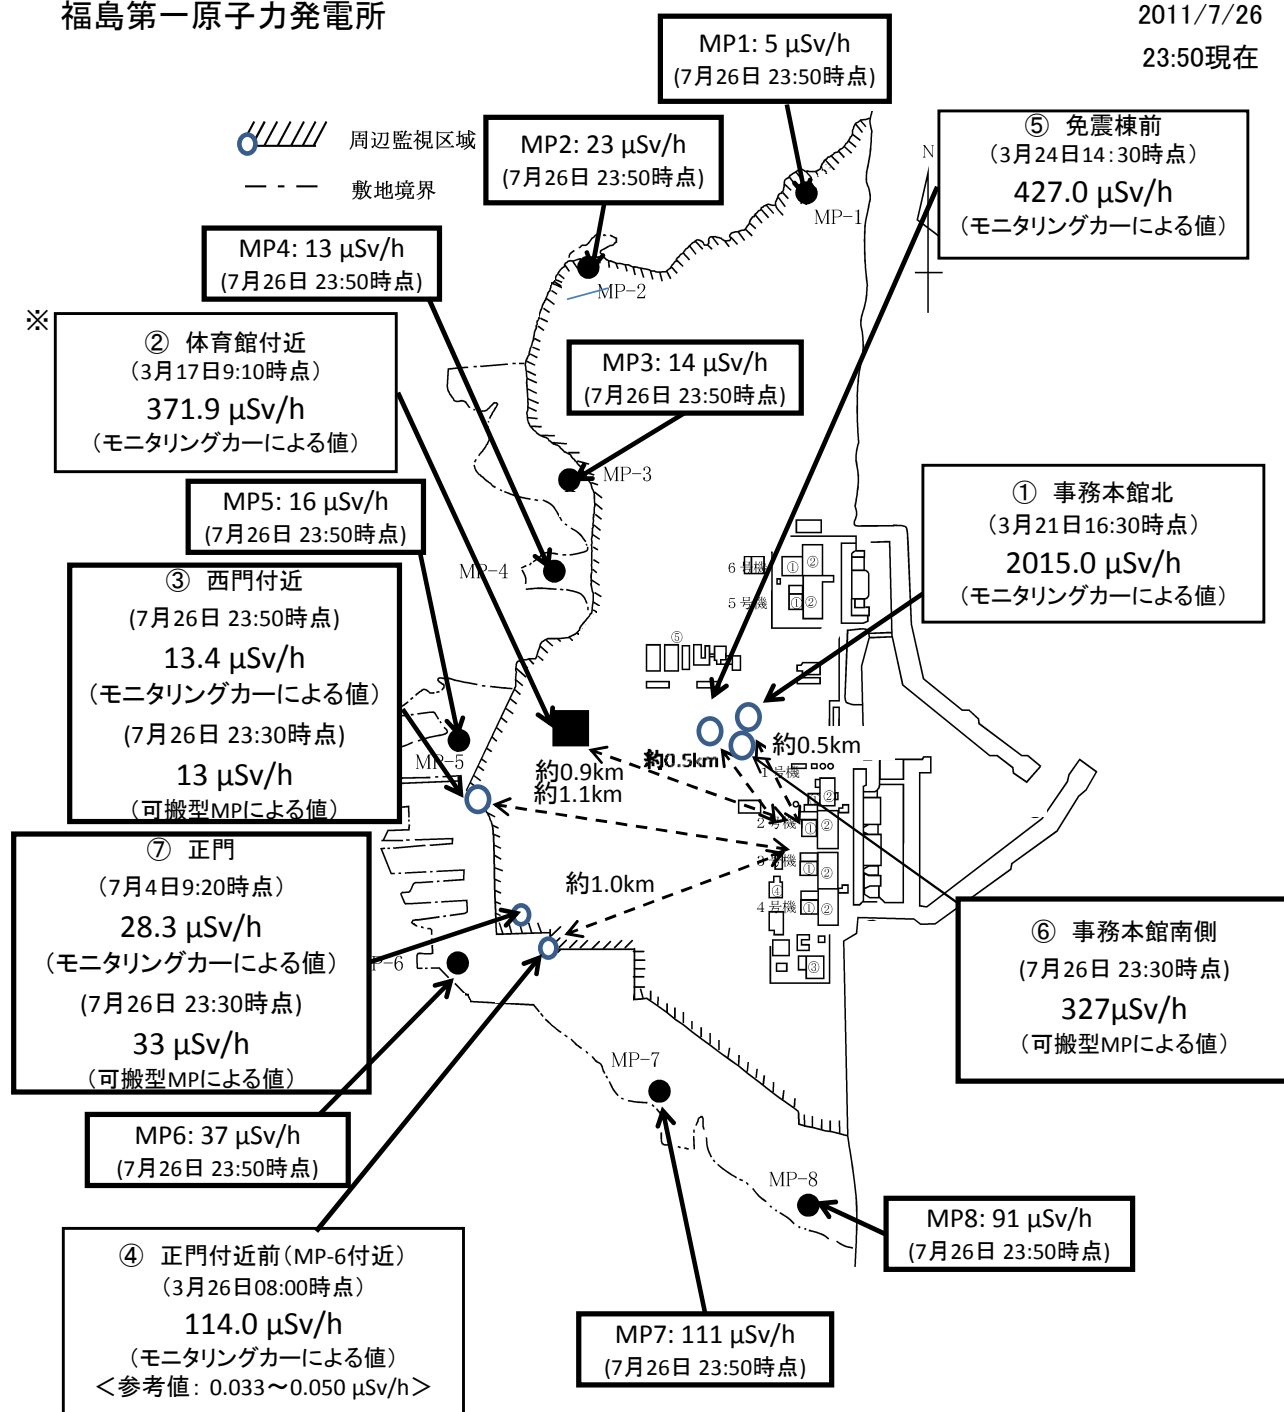 福島第一原子力発電所
2011/7/26
23:50現在
MP1: 5 μSv/h
(7月26日 23:50時点)
周辺監視区域
敷地境界
MP2: 23 μSv/h
(7月26日 23:50時点)
⑤ 免震棟前
(3月24日14:30時点)
427.0 μSv/h
(モニタリングカーによる値)
N
MP-1
MP4: 13 μSv/h
(7月26日 23:50時点)
MP-2
※
② 体育館付近
(3月17日9:10時点)
371.9 μSv/h
(モニタリングカーによる値)
MP3: 14 μSv/h
(7月26日 23:50時点)
MP-3
MP5: 16 μSv/h
(7月26日 23:50時点)
① 事務本館北
(3月21日16:30時点)
2015.0 μSv/h
(モニタリングカーによる値)
MP-4
6号機
①
②
5号機
①
②
③ 西門付近
(7月26日 23:50時点)
13.4 μSv/h
(モニタリングカーによる値)
(7月26日 23:30時点)
13 μSv/h
(可搬型MPによる値)
⑤
MP-5
約0.9km
約1.1km
約0.5km
約0.5km
1号機
②
2号機
①
②
3号機
①
②
④
4号機
①
②
③
約1.0km
⑦ 正門
(7月4日9:20時点)
28.3 μSv/h
(モニタリングカーによる値)
(7月26日 23:30時点)
33 μSv/h
(可搬型MPによる値)
P-6
⑥ 事務本館南側
(7月26日 23:30時点)
327μSv/h
(可搬型MPによる値)
MP-7
MP6: 37 μSv/h
(7月26日 23:50時点)
MP-8
MP8: 91 μSv/h
(7月26日 23:50時点)
④ 正門付近前(MP-6付近)
(3月26日08:00時点)
114.0 μSv/h
(モニタリングカーによる値)
<参考値: 0.033～0.050 μSv/h>
MP7: 111 μSv/h
(7月26日 23:50時点)